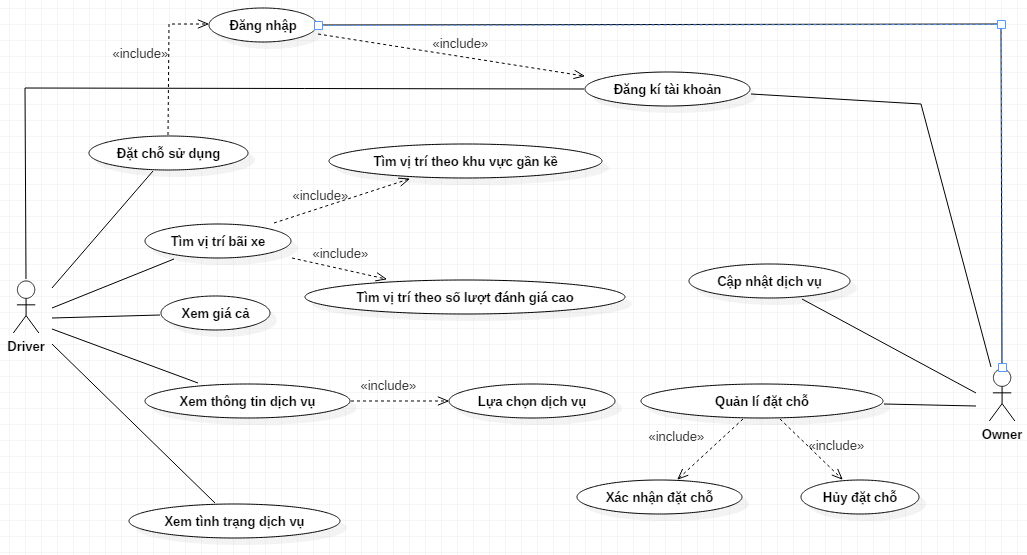 Đăng nhập
«include»
«include»
Đăng kí tài khoản
Đặt chỗ sử dụng
Tìm vị trí theo khu vực gần kề
«include»
Tìm vị trí bãi xe
«include»
Tìm vị trí theo số lượt đánh giá cao
Cập nhật dịch vụ
Xem giá cả
Driver
Xem thông tin dịch vụ
«include»
Lựa chọn dịch vụ
Quản lí đặt chỗ
Owner
«include»
«include»
Xác nhận đặt chỗ
Hủy đặt chỗ
Xem tình trạng dịch vụ